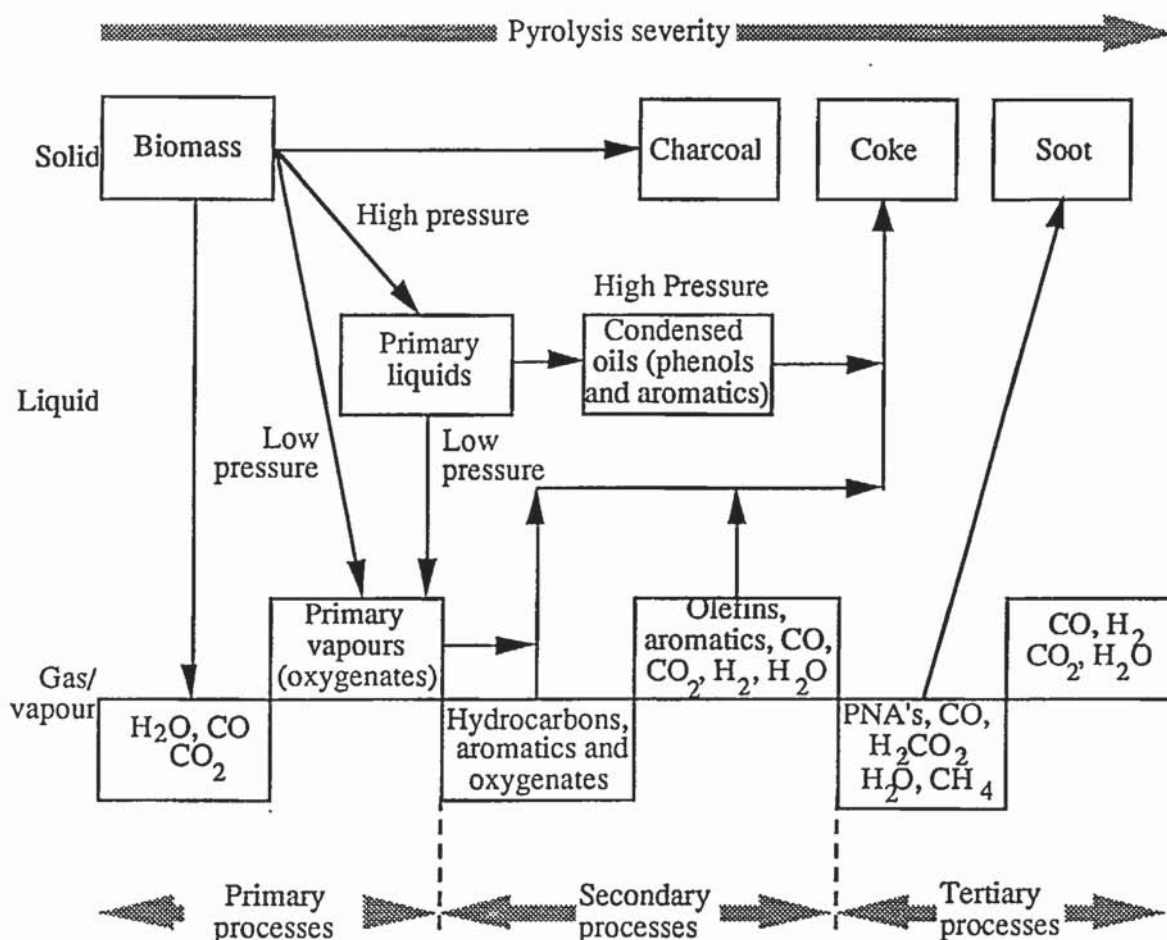 Pyrolysis severity
Solid
Biomass
Charcoal
Coke
Soot
High pressure
High Pressure
Primary
liquids
Condensed
oils (phenols
and aromatics)
Liquid
Low
pressure
Low
pressure
Gas/
vapour
Primary
vapours
(oxygenates)
Olefins,
aromatics, CO,
CO₂, H₂, H₂O
CO, H₂
CO₂, H₂O
H₂O, CO
CO₂
Hydrocarbons,
aromatics and
oxygenates
PNA's, CO,
H₂CO₂
H₂O, CH₄
Primary
processes
Secondary
processes
Tertiary
processes